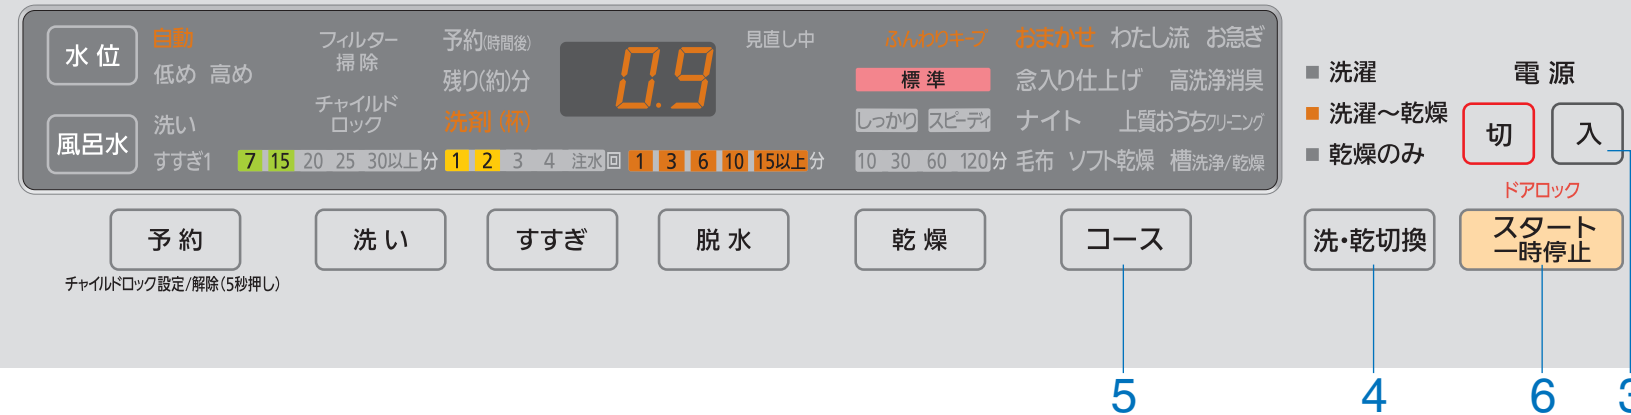 水位
自動
低め 高め
風呂水
洗い
すすぎ1
フィルター
掃除
チャイルド
ロック
予約(時間後)
残り(約)分
洗剤(杯)
0.9
見直し中
ふんわりキープ
標準
しっかり スピーディ
おまかせ わたし流 お急ぎ
念入り仕上げ 高洗浄消臭
ナイト 上質おうちクリーニング
7 15 20 25 30以上 分 1 2 3 4 注水 回 1 3 6 10 15以上 分 10 30 60 120 分 毛布 ソフト乾燥 槽洗浄/乾燥
洗濯
洗濯～乾燥
乾燥のみ
電源
切 入
ドアロック
予約 洗い すすぎ 脱水 乾燥 コース 洗・乾切換 スタート
一時停止
チャイルドロック設定/解除(5秒押し)
5 4 6 3